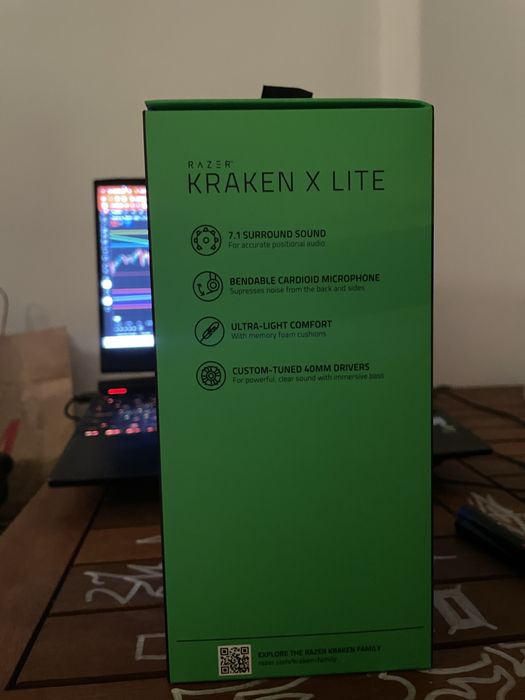 RAZER™
KRAKEN X LITE
7.1 SURROUND SOUND
For accurate positional audio
BENDABLE CARDIOID MICROPHONE
Supresses noise from the back and sides
ULTRA-LIGHT COMFORT
With memory foam cushions
CUSTOM-TUNED 40MM DRIVERS
For powerful, clear sound with immersive bass
EXPLORE THE RAZER KRAKEN FAMILY
razer.com/kraken-family